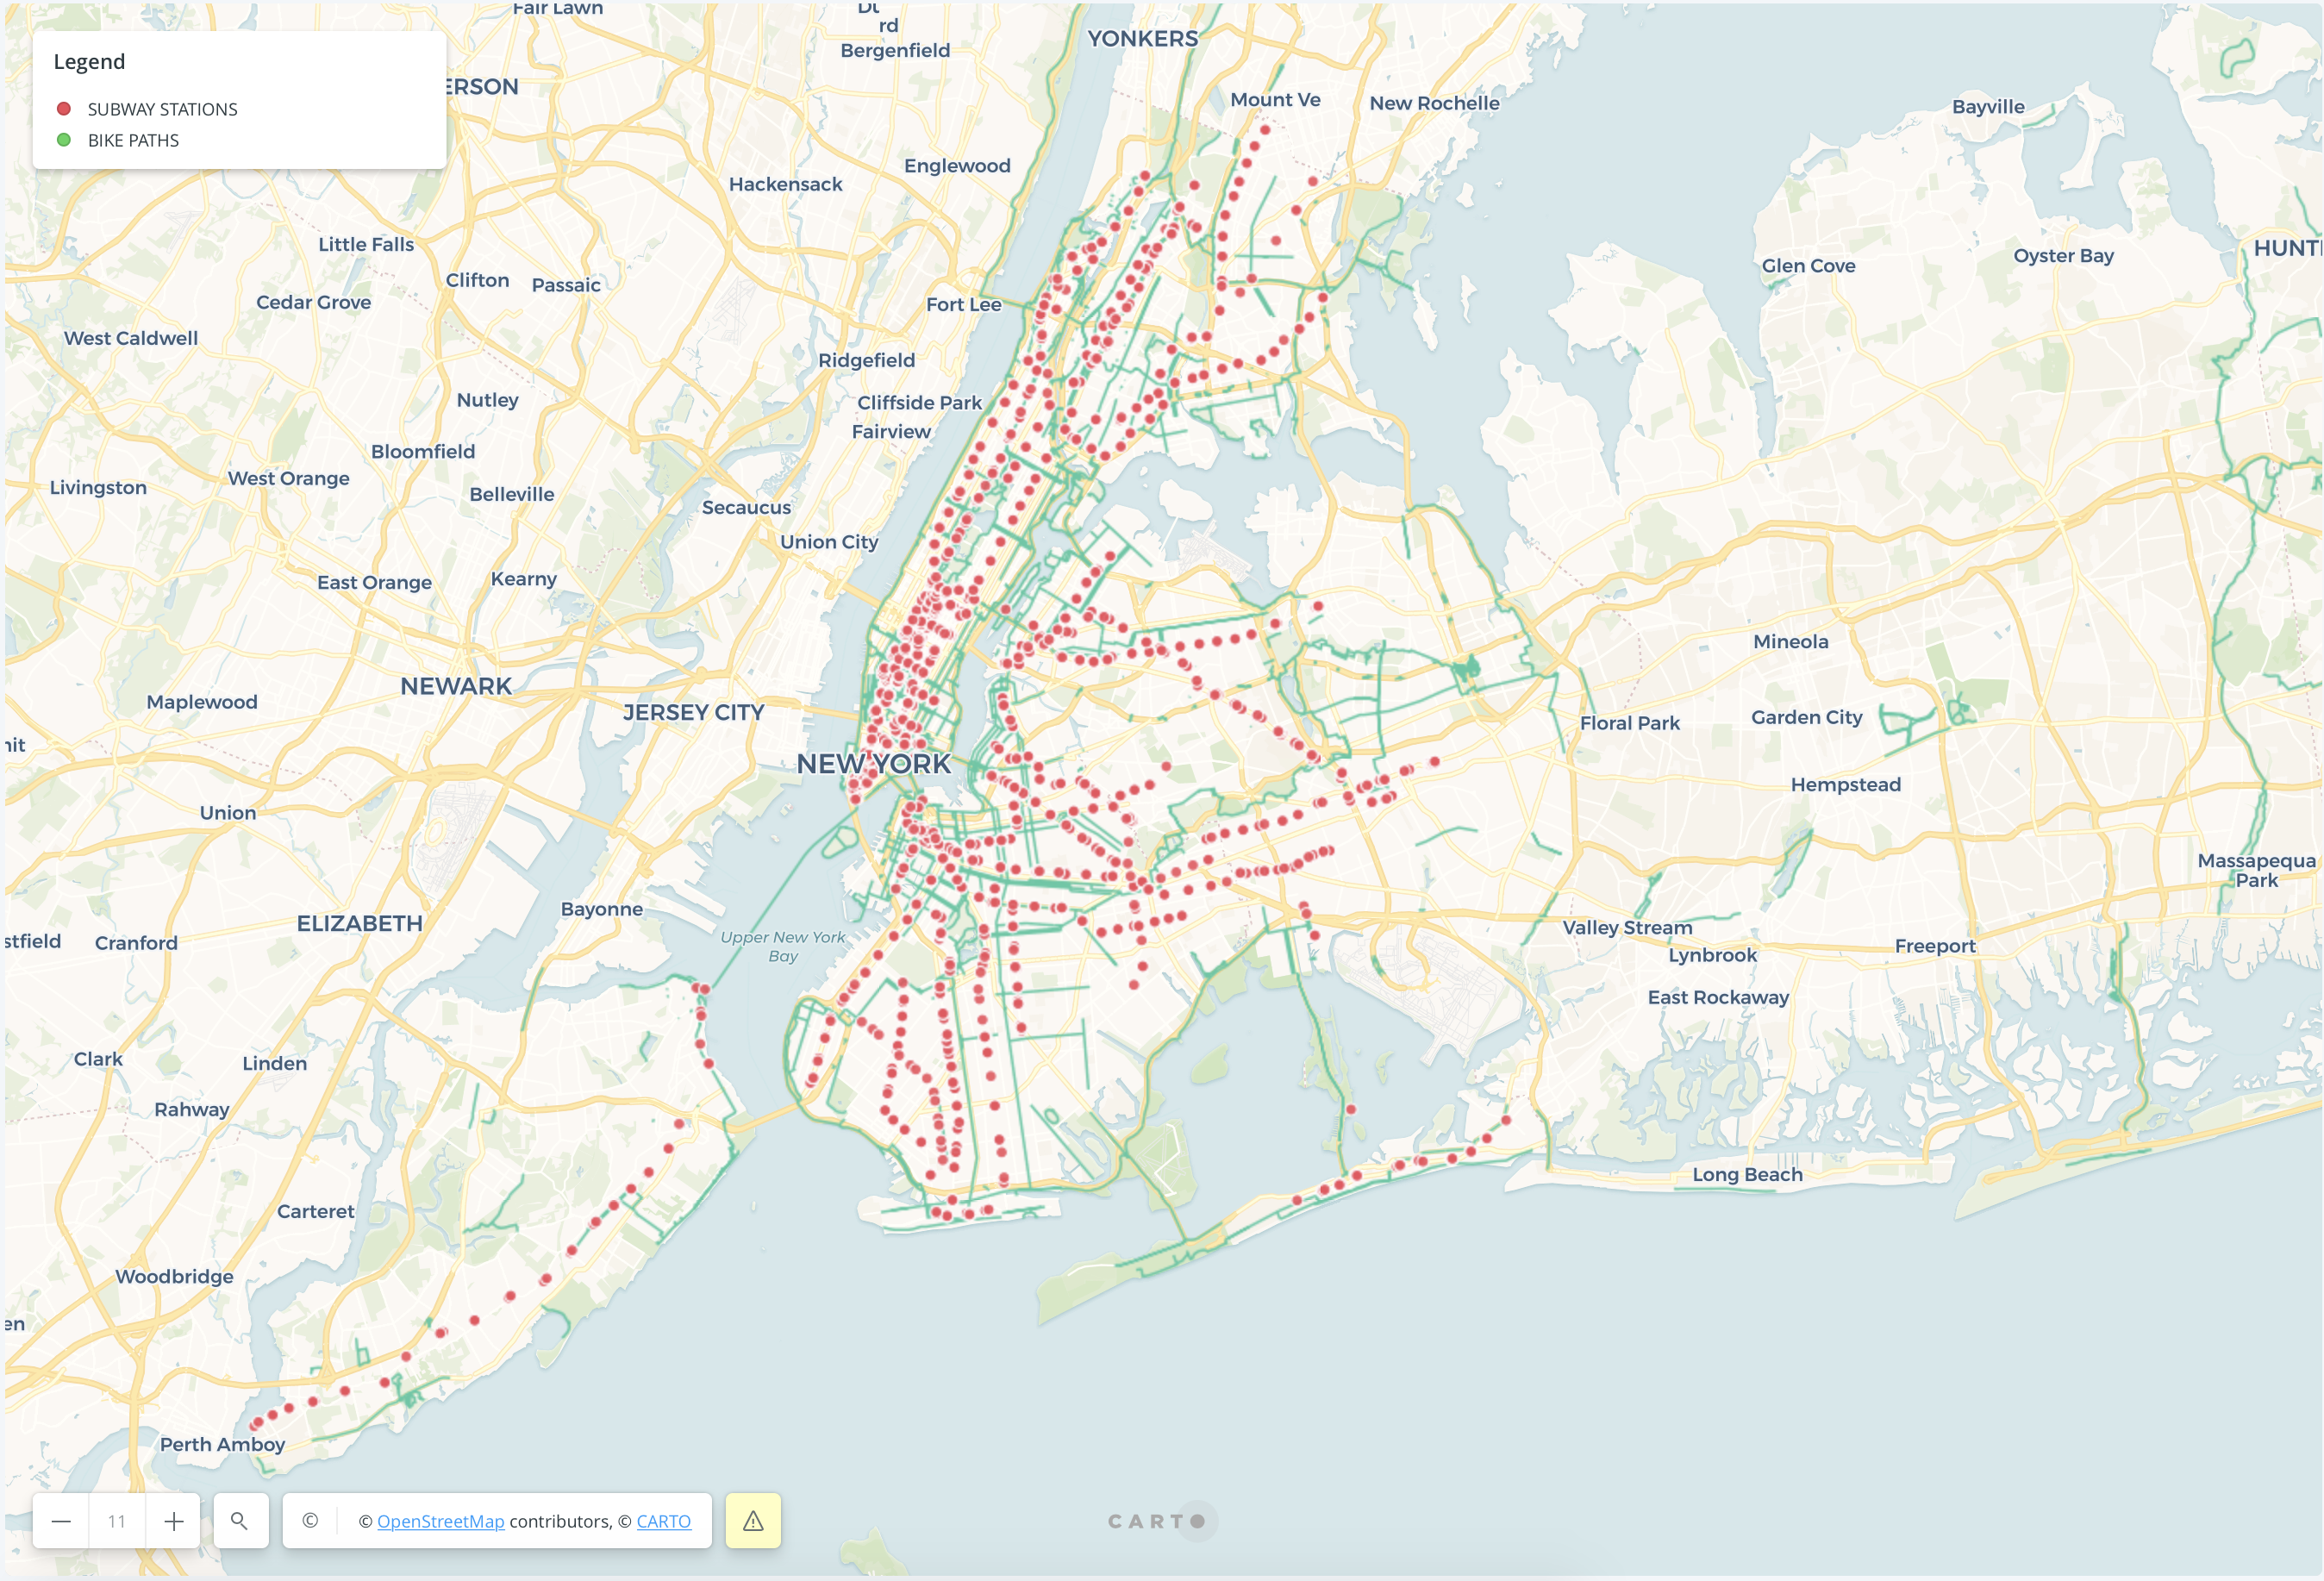 Fair Lawn
rd
Bergenfield
YONKERS
Legend
SUBWAY STATIONS
BIKE PATHS
ERSON
Mount Ve
New Rochelle
Bayville
Englewood
Hackensack
Little Falls
HUNT
Oyster Bay
Glen Cove
Clifton
Passaic
Cedar Grove
Fort Lee
West Caldwell
Ridgefield
Nutley
Cliffside Park
Fairview
Bloomfield
West Orange
Livingston
Belleville
Secaucus
Union City
East Orange
Kearny
Mineola
NEWARK
Maplewood
JERSEY CITY
Floral Park
Garden City
nit
NEW YORK
Hempstead
Union
Massapequa
Park
Bayonne
ELIZABETH
Valley Stream
stfield
Cranford
Upper New York
Bay
Freeport
Lynbrook
East Rockaway
Clark
Linden
Rahway
Long Beach
Carteret
Woodbridge
en
Perth Amboy
11
©
© OpenStreetMap contributors, © CARTO
CARTO